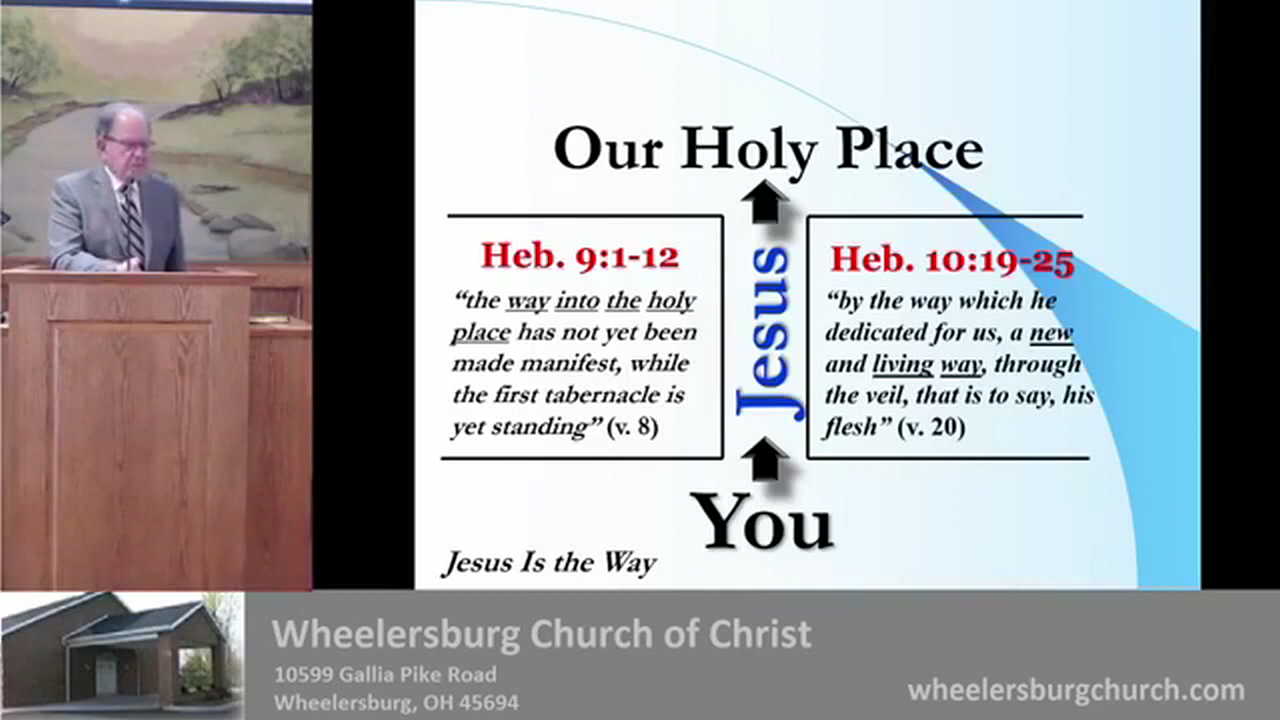 Our Holy Place
Heb. 9:1-12
“the way into the holy
place has not yet been
made manifest, while
the first tabernacle is
yet standing” (v. 8)
Jesus
Heb. 10:19-25
“by the way which he
dedicated for us, a new
and living way, through
the veil, that is to say, his
flesh” (v. 20)
You
Jesus Is the Way
Wheelersburg Church of Christ
10599 Gallia Pike Road
Wheelersburg, OH 45694
wheelersburgchurch.com